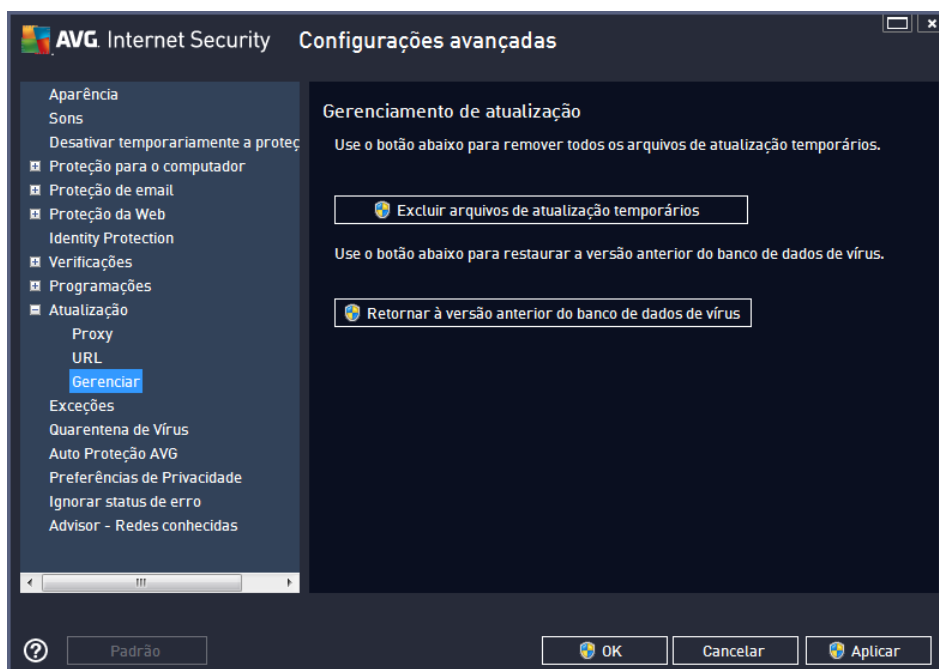 AVG. Internet Security Configurações avançadas
Aparência
Sons
Desativar temporariamente a proteç
Proteção para o computador
Proteção de email
Proteção da Web
Identity Protection
Verificações
Programações
Atualização
Proxy
URL
Gerenciar
Exceções
Quarentena de Vírus
Auto Proteção AVG
Preferências de Privacidade
Ignorar status de erro
Advisor - Redes conhecidas
Gerenciamento de atualização
Use o botão abaixo para remover todos os arquivos de atualização temporários.
Excluir arquivos de atualização temporários
Use o botão abaixo para restaurar a versão anterior do banco de dados de vírus.
Retornar à versão anterior do banco de dados de vírus
Padrão
OK
Cancelar
Aplicar